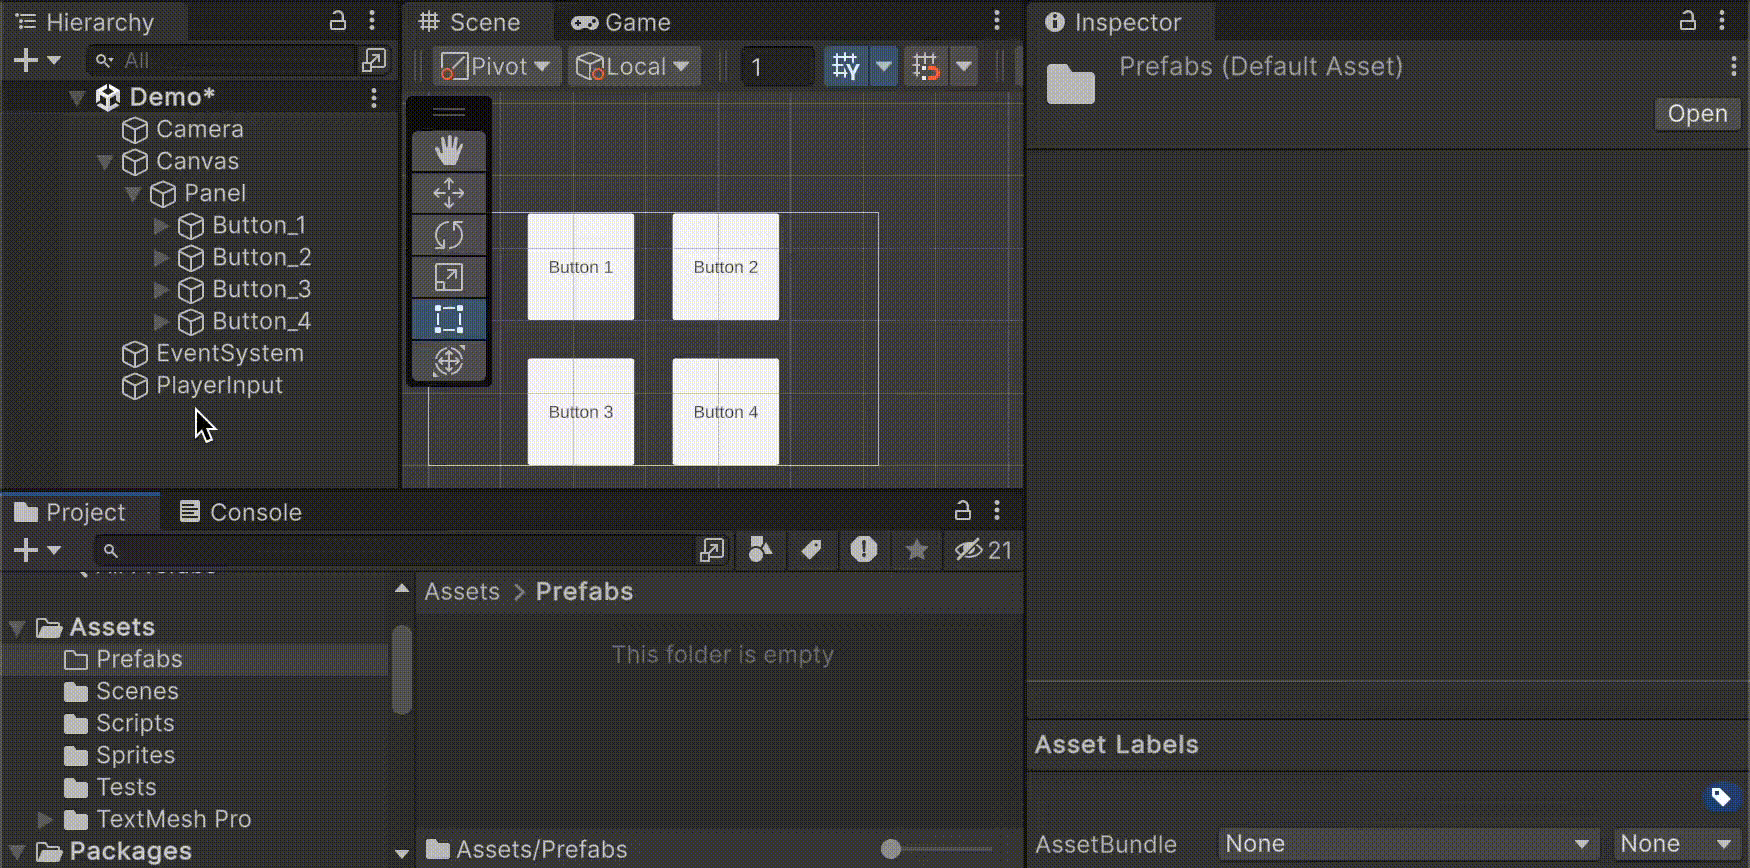 Hierarchy
All
Demo*
Camera
Canvas
Panel
Button_1
Button_2
Button_3
Button_4
EventSystem
PlayerInput
Scene
Game
Pivot
Local
1
Button 1
Button 2
Button 3
Button 4
Inspector
Prefabs (Default Asset)
Open
Project
Console
21
Assets
Prefabs
Scenes
Scripts
Sprites
Tests
TextMesh Pro
Packages
Assets > Prefabs
This folder is empty
Assets/Prefabs
Asset Labels
AssetBundle
None
None